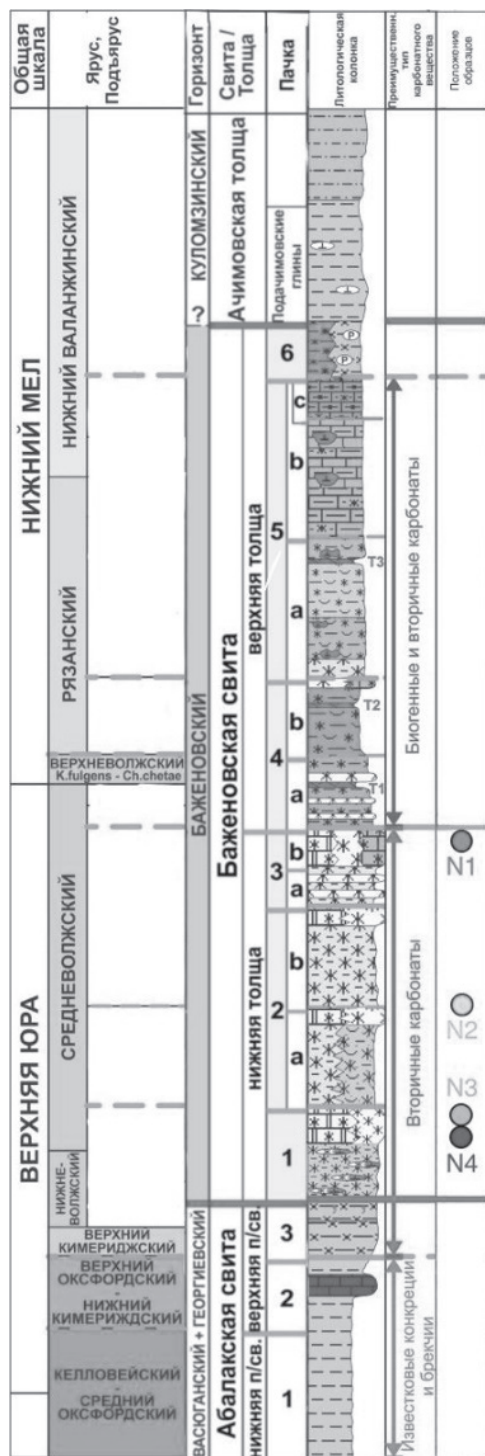 Общая
шкала
Ярус,
Подъярус
Горизонт
Свита /
Толща
Пачка
Литологическая
колонка
Преимуществен.
тип
карбонатного
вещества
Положение
образцов
НИЖНИЙ МЕЛ
ВЕРХНЯЯ ЮРА
НИЖНИЙ ВАЛАНЖИНСКИЙ
РЯЗАНСКИЙ
ВЕРХНЕВОЛЖСКИЙ
K.fulgens - Ch.chetae
СРЕДНЕВОЛЖСКИЙ
НИЖНЕ-
ВОЛЖСКИЙ
ВЕРХНИЙ
КИМЕРИДЖСКИЙ
ВЕРХНИЙ
ОКСФОРДСКИЙ
-
НИЖНИЙ
КИМЕРИЖДСКИЙ
КЕЛЛОВЕЙСКИЙ
-
СРЕДНИЙ
ОКСФОРДСКИЙ
? КУЛОМЗИНСКИЙ
БАЖЕНОВСКИЙ
ВАСЮГАНСКИЙ + ГЕОРГИЕВСКИЙ
Ачимовская толща
Баженовская свита
верхняя толща
нижняя толща
Абалакская свита
верхняя п/св.
нижняя п/св.
Подачимовские
глины
6
5
c
b
a
4
b
a
3
b
a
2
b
a
1
3
2
1
P
P
T3
T2
T1
Биогенные и вторичные карбонаты
Вторичные карбонаты
Известковые конкреции
и брекчии
N1
N2
N3
N4